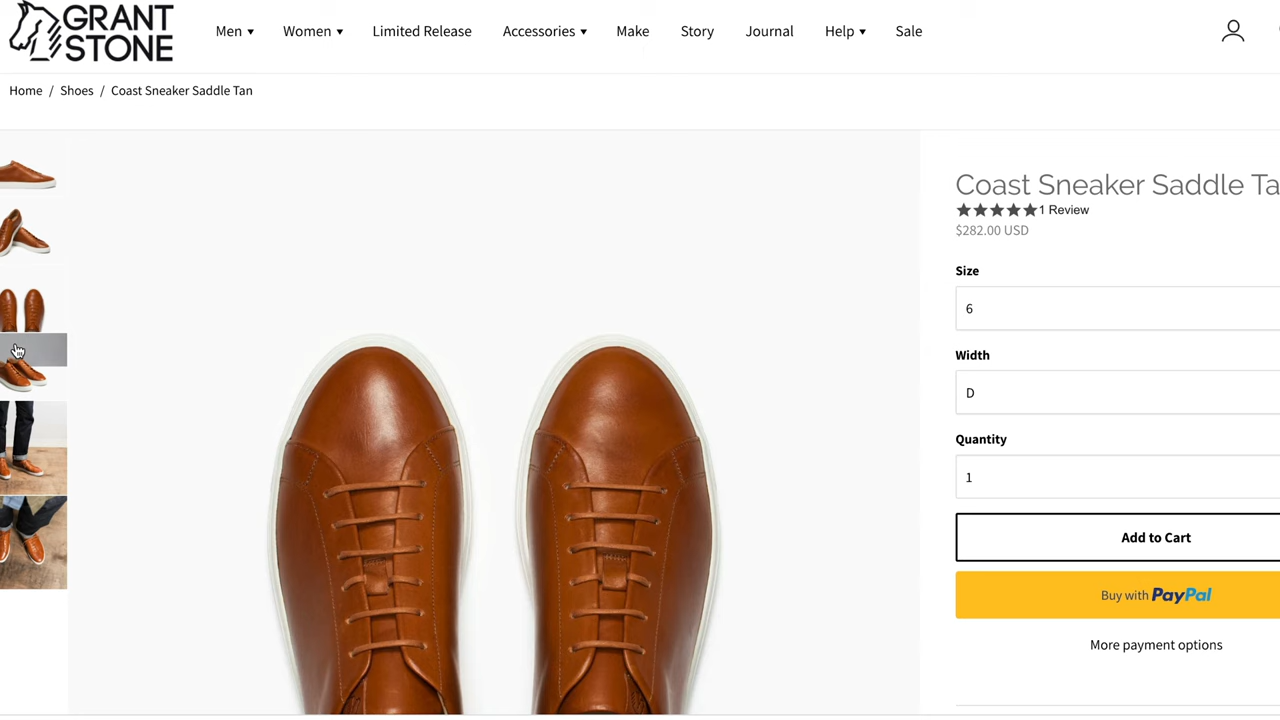 GRANT
STONE
Men ▾ Women ▾ Limited Release Accessories ▾ Make Story Journal Help ▾ Sale
Home / Shoes / Coast Sneaker Saddle Tan
Coast Sneaker Saddle Ta
★★★★★ 1 Review
$282.00 USD
Size
6
Width
D
Quantity
1
Add to Cart
Buy with PayPal
More payment options